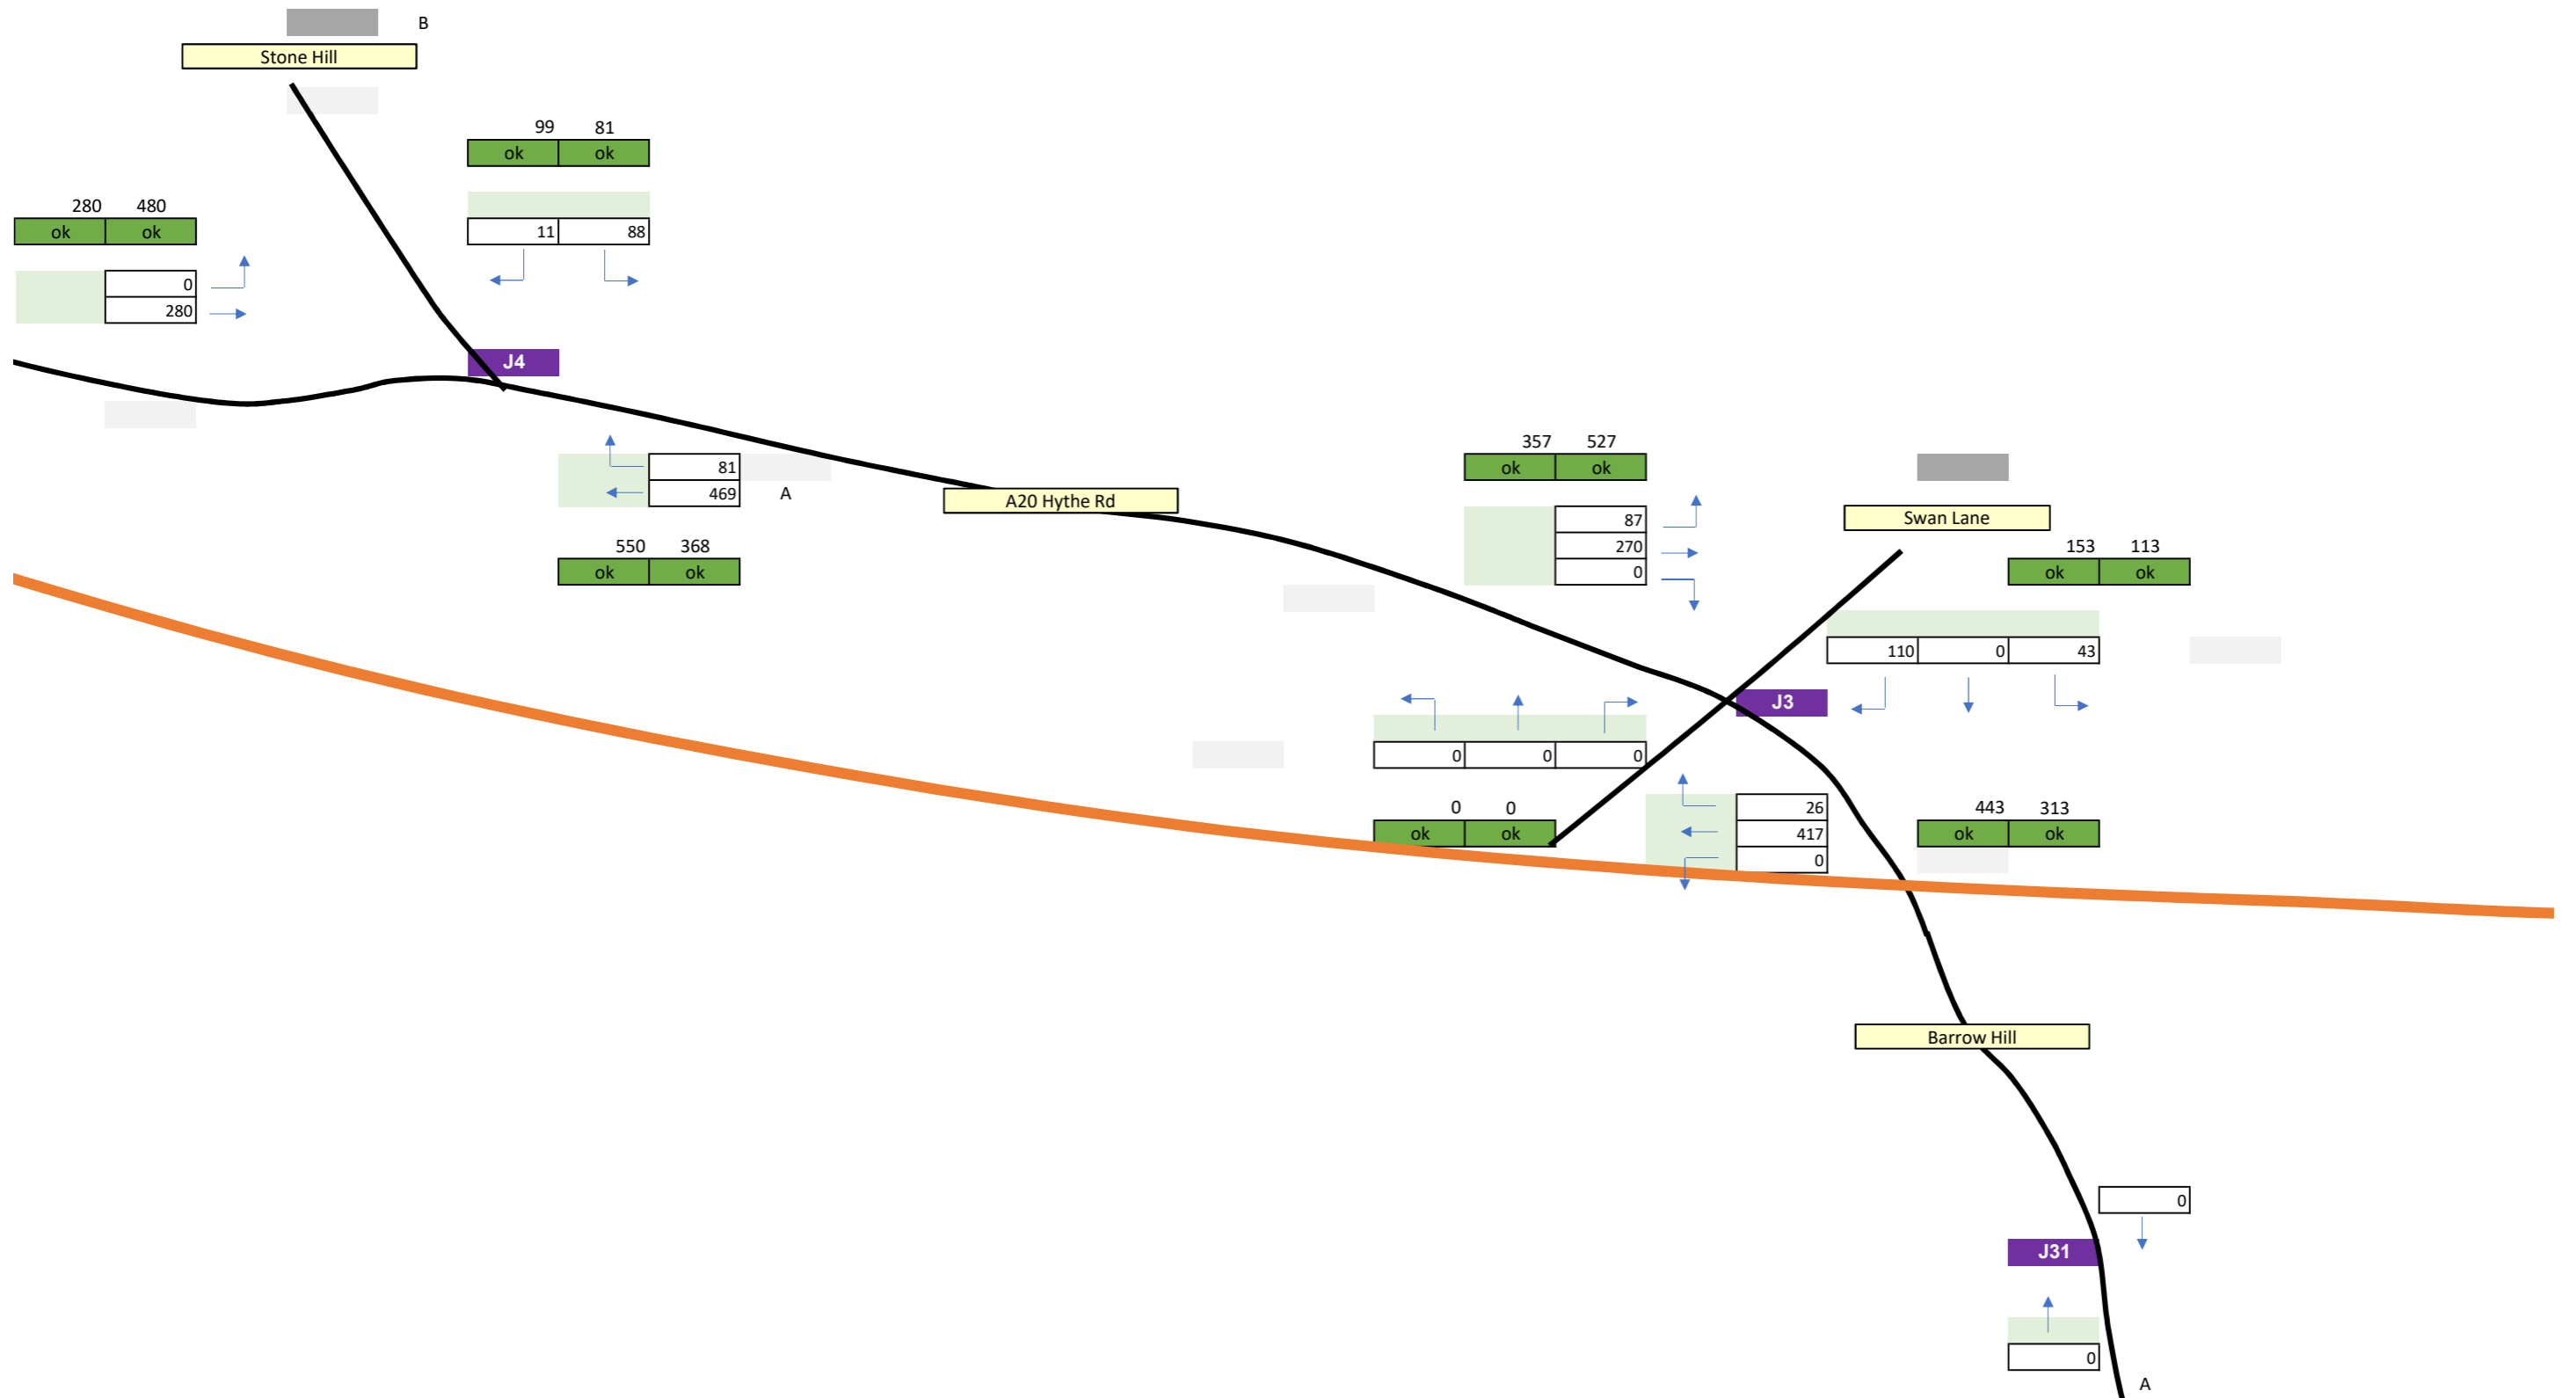 B
Stone Hill
99 81
ok ok
280 480
ok ok
11 88
0
280
J4
81
469 A
550 368
ok ok
A20 Hythe Rd
357 527
ok ok
87
270
0
Swan Lane
153 113
ok ok
110 0 43
J3
0 0 0
0 0
ok ok
26
417
0
443 313
ok ok
Barrow Hill
0
J31
0
A